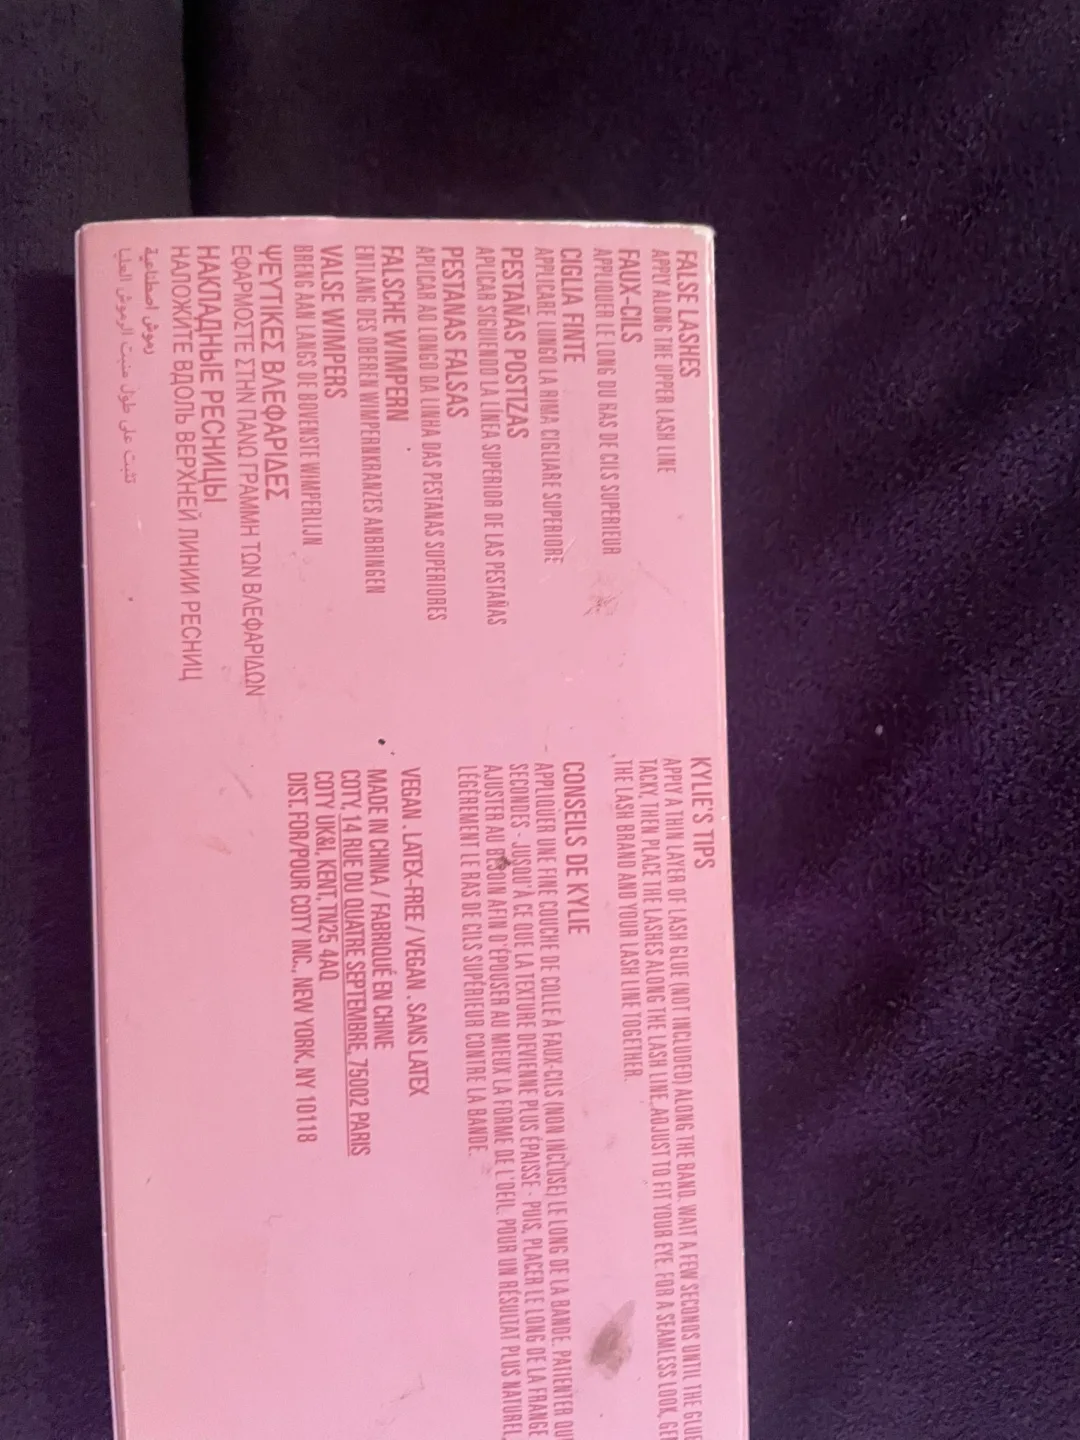 FALSE LASHES
APPLY ALONG THE UPPER LASH LINE
FAUX-CILS
APPLIQUER LE LONG DU RAS DE CILS SUPERIEUR
CIGLIA FINTE
APPLICARE LUNGO LA RIMA CIGLIARE SUPERIORE
PESTAÑAS POSTIZAS
APLICAR SIGUIENDO LA LÍNEA SUPERIOR DE LAS PESTAÑAS
PESTANAS FALSAS
APLICAR AO LONGO DA LINHA DAS PESTANAS SUPERIORES
FALSCHE WIMPERN
ENTLANG DES OBEREN WIMPERNKRANZES ANBRINGEN
VALSE WIMPERS
BRENG AAN LANGS DE BOVENSTE WIMPERLIJN
ΨΕΥΤΙΚΕΣ ΒΛΕΦΑΡΙΔΕΣ
ΕΦΑΡΜΟΣΤΕ ΣΤΗΝ ΠΑΝΩ ΓΡΑΜΜΗ ΤΩΝ ΒΛΕΦΑΡΙΔΩΝ
НАКЛАДНЫЕ РЕСНИЦЫ
НАЛОЖИТЕ ВДОЛЬ ВЕРХНЕЙ ЛИНИИ РЕСНИЦ
رموش اصطناعية
تثبت على طول منبت الرموش العليا
KYLIE'S TIPS
APPLY A THIN LAYER OF LASH GLUE (NOT INCLUDED) ALONG THE BAND. WAIT A FEW SECONDS UNTIL THE GLUE
TACKY, THEN PLACE THE LASHES ALONG THE LASH LINE, ADJUST TO FIT YOUR EYE. FOR A SEAMLESS LOOK,
THE LASH BRAND AND YOUR LASH LINE TOGETHER.
CONSEILS DE KYLIE
APPLIQUER UNE FINE COUCHE DE COLLE À FAUX-CILS (NON INCLUSE) LE LONG DE LA BANDE. PATIENTER
SECONDES - JUSQU'À CE QUE LA TEXTURE DEVIENNE PLUS ÉPAISSE - PUIS, PLACER LE LONG DE LA FRANGE
AJUSTER AU BESOIN AFIN D'ÉPOUSER AU MIEUX LA FORME DE L'OEIL. POUR UN RÉSULTAT PLUS NATUREL,
LÉGÈREMENT LE RAS DE CILS SUPÉRIEUR CONTRE LA BANDE.
VEGAN . LATEX-FREE / VEGAN . SANS LATEX
MADE IN CHINA / FABRIQUÉ EN CHINE
COTY, 14 RUE DU QUATRE SEPTEMBRE, 75002 PARIS
COTY UK&I, KENT, TN25 4AQ
DIST. FOR/POUR COTY INC., NEW YORK, NY 10118